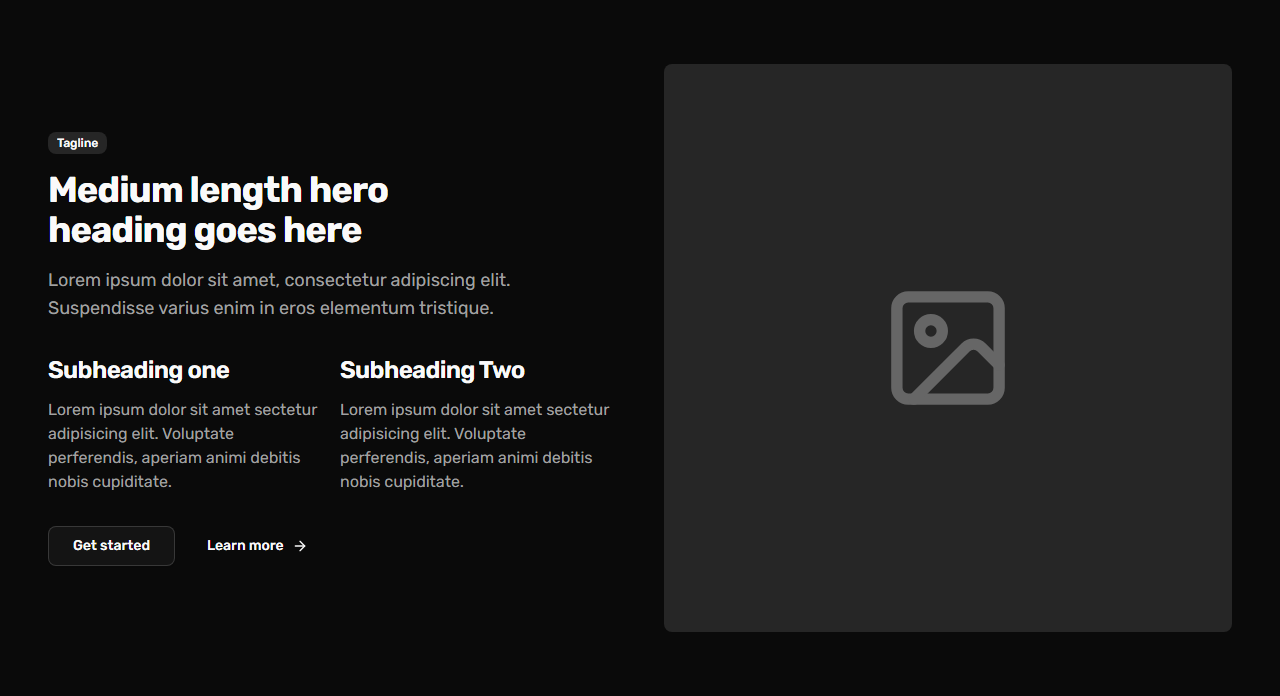 Tagline
Medium length hero
heading goes here
Lorem ipsum dolor sit amet, consectetur adipiscing elit.
Suspendisse varius enim in eros elementum tristique.
Subheading one
Lorem ipsum dolor sit amet sectetur
adipisicing elit. Voluptate
perferendis, aperiam animi debitis
nobis cupiditate.
Subheading Two
Lorem ipsum dolor sit amet sectetur
adipisicing elit. Voluptate
perferendis, aperiam animi debitis
nobis cupiditate.
Get started
Learn more